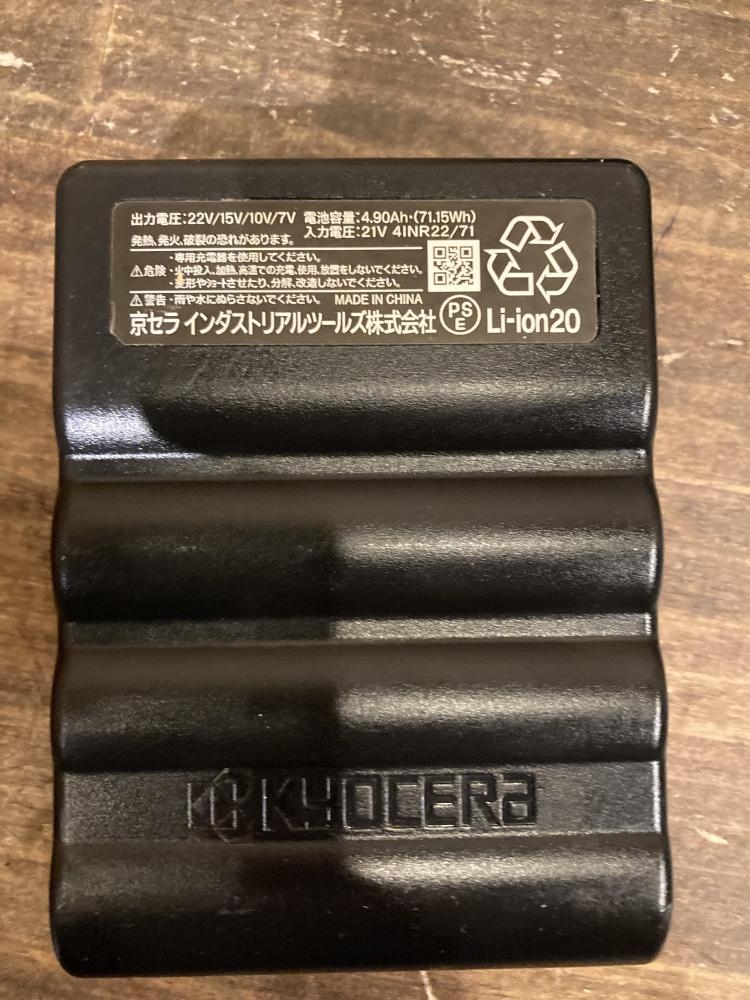 出力電圧:22V/15V/10V/7V 電池容量:4.90Ah・(71.15Wh)
入力電圧:21V 4INR22/71
発熱、発火、破裂の恐れがあります。
・専用充電器を使用してください。
⚠危険・火中投入、加熱、高温での充電、使用、放置をしないでください。
・変形やショートさせたり、分解、改造しないでください。
⚠警告・雨や水にぬらさないでください。 MADE IN CHINA
京セラ インダストリアルツールズ株式会社 PSE Li-ion20
KYOCERA